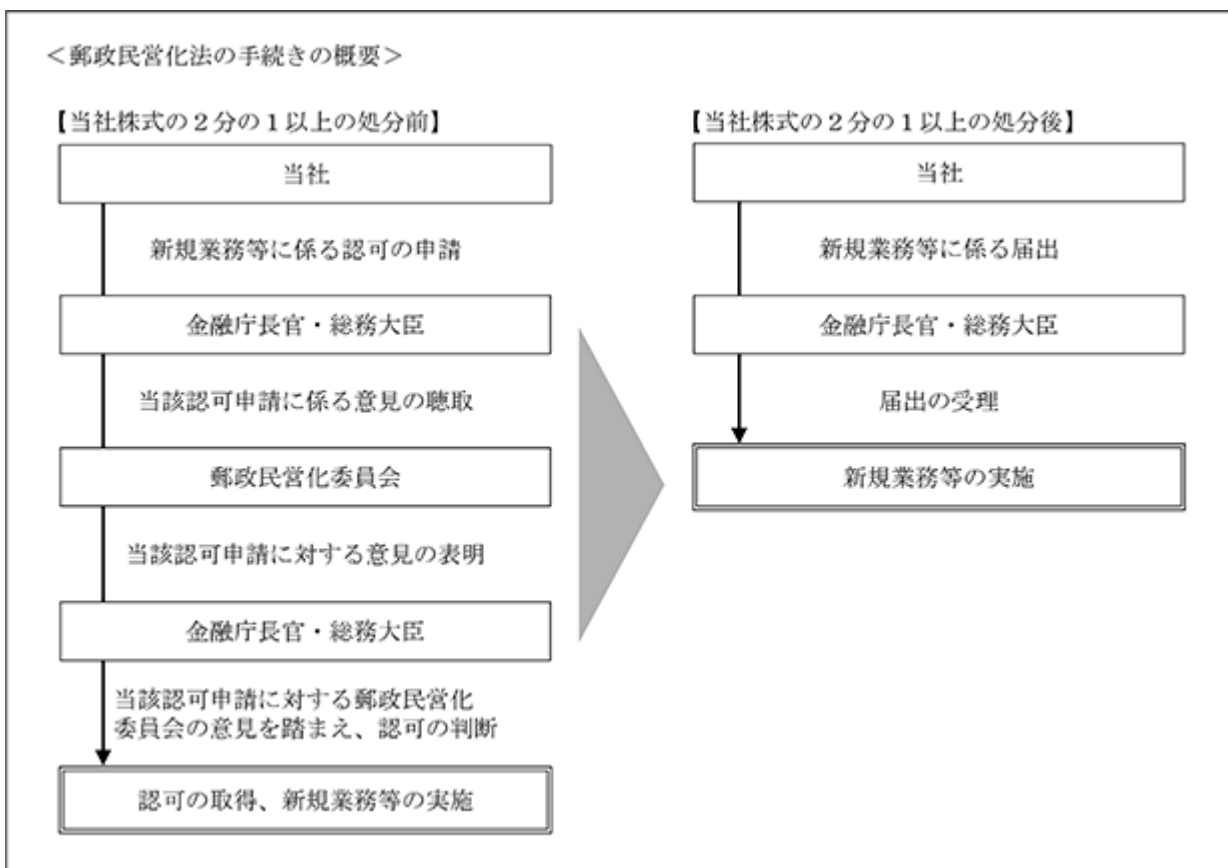 ＜郵政民営化法の手続きの概要＞
【当社株式の２分の１以上の処分前】
当社
新規業務等に係る認可の申請
金融庁長官・総務大臣
当該認可申請に係る意見の聴取
郵政民営化委員会
当該認可申請に対する意見の表明
金融庁長官・総務大臣
当該認可申請に対する郵政民営化
委員会の意見を踏まえ、認可の判断
認可の取得、新規業務等の実施
【当社株式の２分の１以上の処分後】
当社
新規業務等に係る届出
金融庁長官・総務大臣
届出の受理
新規業務等の実施